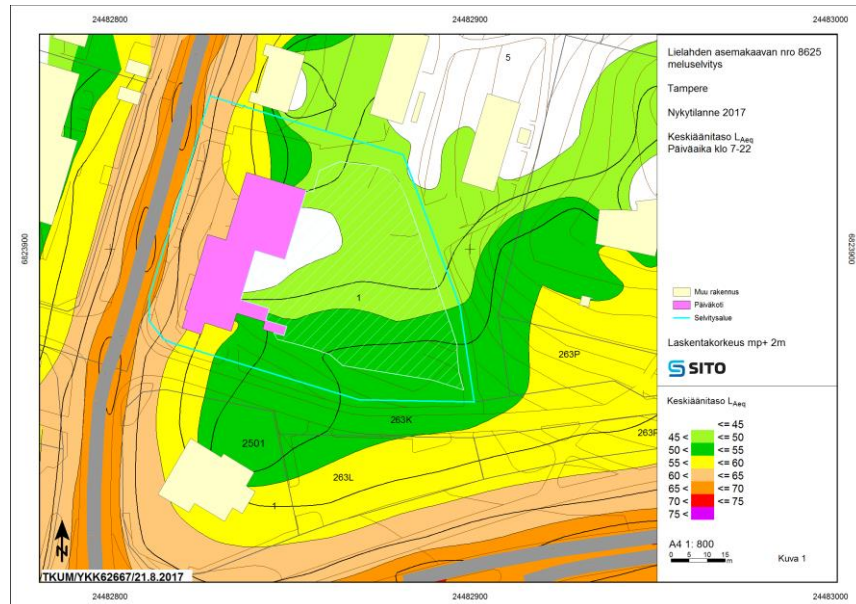 24482800 24482900 24483000
Lielahden asemakaavan nro 8625
meluselvitys
Tampere
Nykytilanne 2017
Keskiäänitaso LAeq
Päiväaika klo 7-22
6823900
6823900
5
1
Muu rakennus
Päiväkoti
Selvitysalue
Laskentakorkeus mp+ 2m
SITO
263P
263K
2501
263L
263P
1
Keskiäänitaso LAeq
<= 45
45 < <= 50
50 < <= 55
55 < <= 60
60 < <= 65
65 < <= 70
70 < <= 75
75 <
A4 1: 800
0 5 10 15
m
Kuva 1
N
/TKUM/YKK62667/21.8.2017
24482800 24482900 24483000